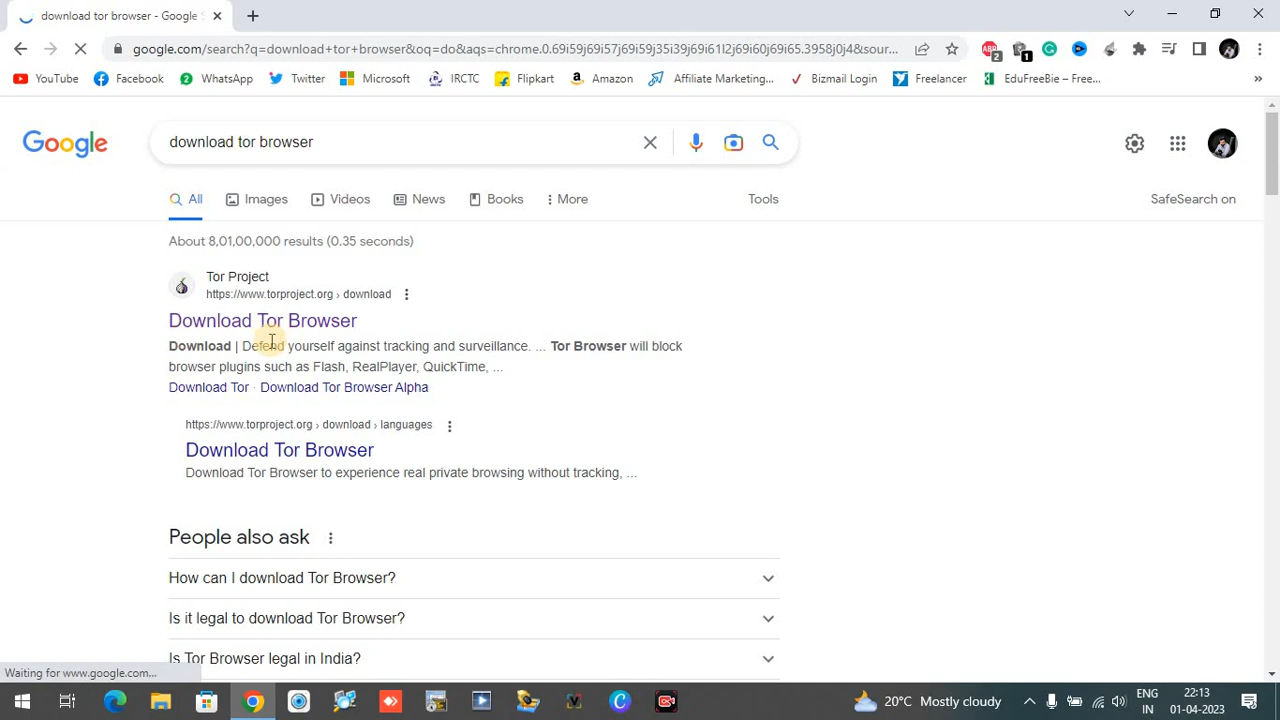 download tor browser - Google S
google.com/search?q=download+tor+browser&oq=do&aqs=chrome.0.69i59j69i57j69i59j35i39j69i61l2j69i60j69i65.3958j0j4&sour...
2
1
YouTube Facebook 2 WhatsApp Twitter Microsoft IRCTC Flipkart Amazon Affiliate Marketing... Bizmail Login Freelancer EduFreeBie – Free... »
Google
download tor browser
All Images Videos News Books More Tools SafeSearch on
About 8,01,00,000 results (0.35 seconds)
Tor Project
https://www.torproject.org › download
Download Tor Browser
Download | Defend yourself against tracking and surveillance. ... Tor Browser will block
browser plugins such as Flash, RealPlayer, QuickTime, ...
Download Tor · Download Tor Browser Alpha
https://www.torproject.org › download › languages
Download Tor Browser
Download Tor Browser to experience real private browsing without tracking, ...
People also ask
How can I download Tor Browser?
Is it legal to download Tor Browser?
Is Tor Browser legal in India?
Waiting for www.google.com...
20°C Mostly cloudy
ENG
IN
22:13
01-04-2023
3